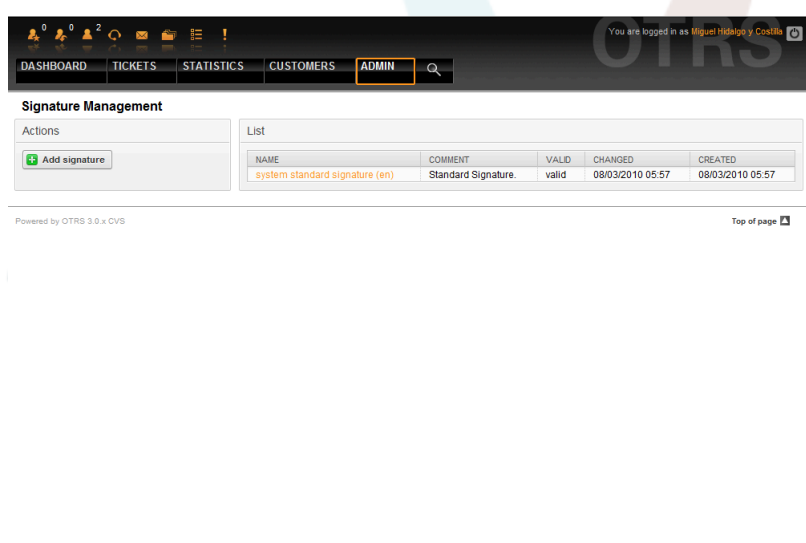 0 0 2
You are logged in as Miguel Hidalgo y Costilla
OTRS
DASHBOARD TICKETS STATISTICS CUSTOMERS ADMIN
Signature Management
Actions
Add signature
List
NAME COMMENT VALID CHANGED CREATED
system standard signature (en) Standard Signature. valid 08/03/2010 05:57 08/03/2010 05:57
Powered by OTRS 3.0.x CVS
Top of page